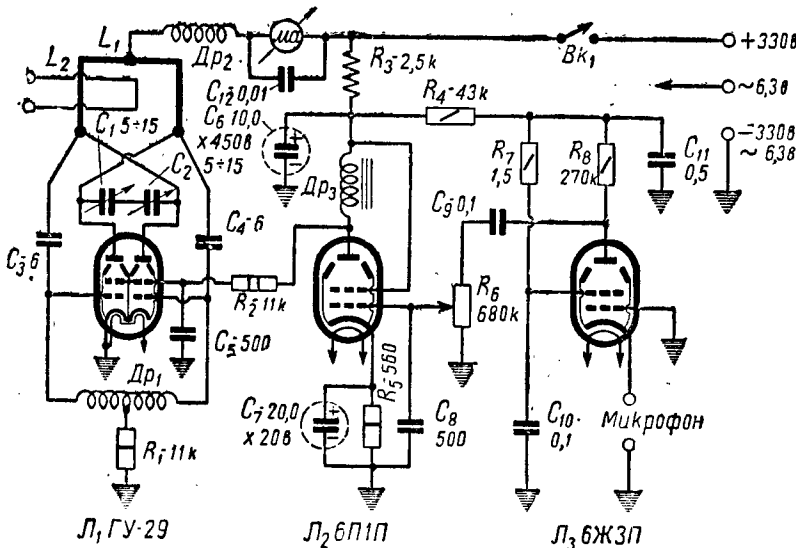 L₁
L₂
Др₂
ма
Вк₁
+330в
~6,3в
-330в
~6,3в
R₃-2,5k
C₁₂ 0,01
C₆ 10,0
х 450в
5÷15
C₁ 5÷15
C₂
R₄-43k
R₇
1,5
R₈
270k
C₁₁
0,5
Др₃
C₉-0,1
C₃-6
C₄-6
R₂-11k
R₆
680k
C₅-500
Др₁
R₅-560
C₇-20,0
х 20в
C₈
500
C₁₀-
0,1
Микрофон
R₁-11k
Л₁ ГУ-29
Л₂ 6П1П
Л₃ 6Ж3П